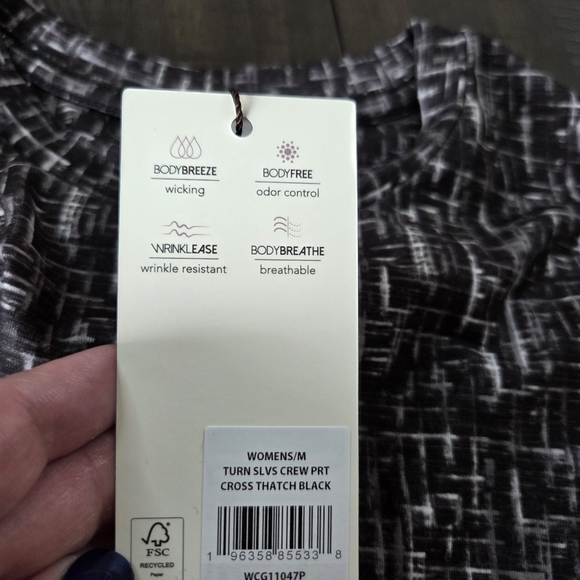 BODYBREEZE
wicking
BODYFREE
odor control
WRINKLEASE
wrinkle resistant
BODYBREATHE
breathable
WOMENS/M
TURN SLVS CREW PRT
CROSS THATCH BLACK
1 96358 85533 8
WCG11047P
FSC
RECYCLED
Paper